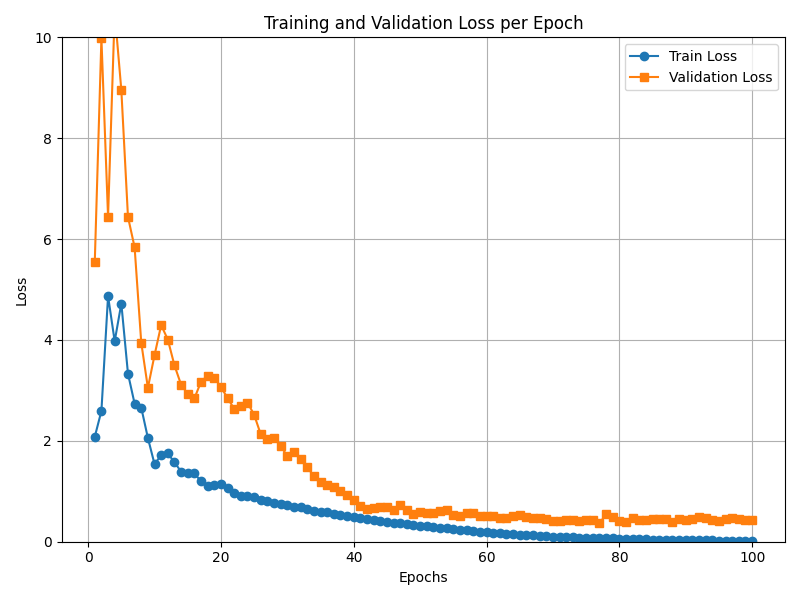 Training and Validation Loss per Epoch
Train Loss
Validation Loss
Loss
10
8
6
4
2
0
0 20 40 60 80 100
Epochs